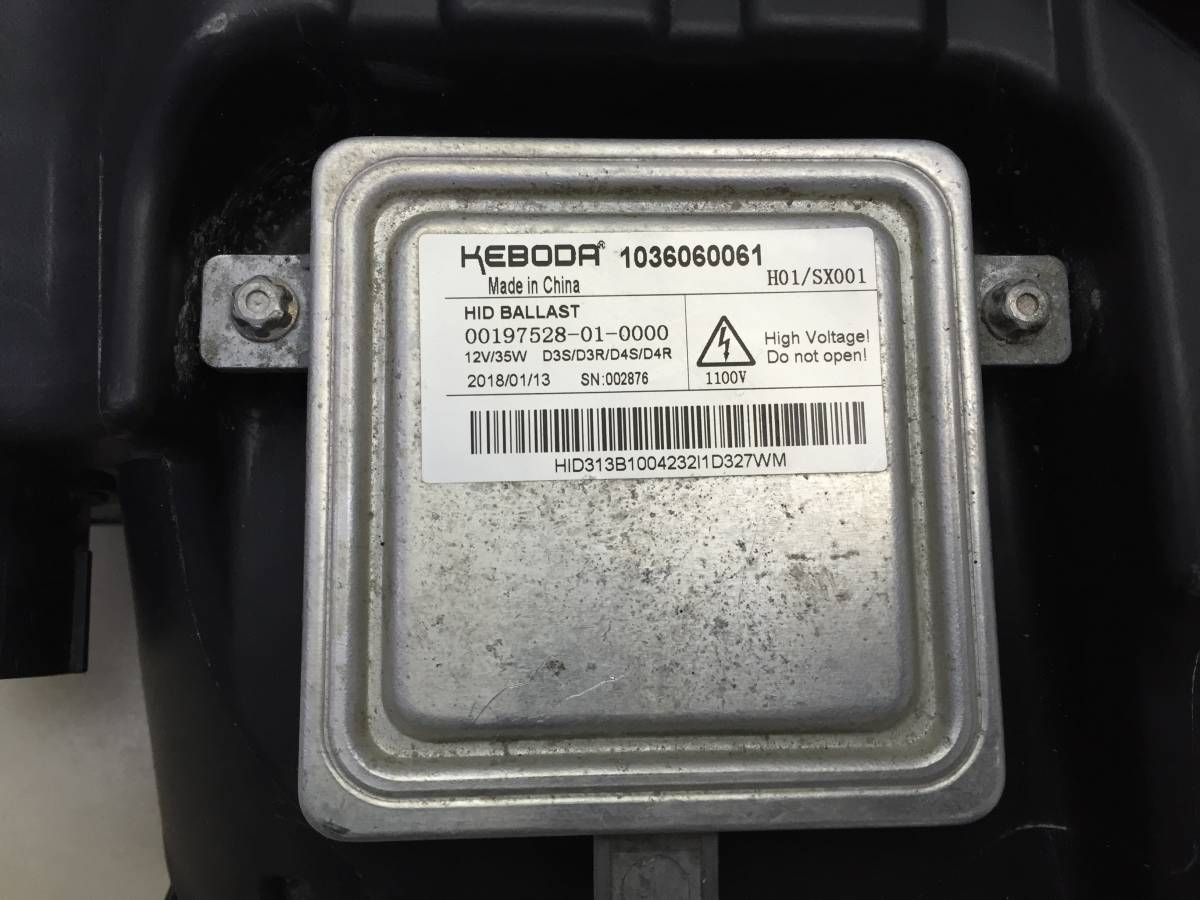 KEBODA® 1036060061
Made in China
H01/SX001
HID BALLAST
00197528-01-0000
12V/35W D3S/D3R/D4S/D4R
2018/01/13 SN:002876
High Voltage!
Do not open!
1100V
HID313B1004232I1D327WM